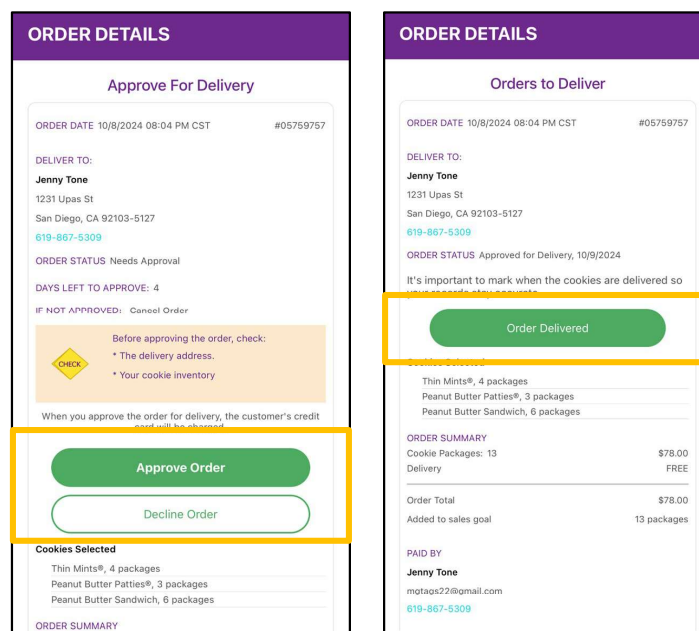 ORDER DETAILS
Approve For Delivery
ORDER DATE 10/8/2024 08:04 PM CST #05759757
DELIVER TO:
Jenny Tone
1231 Upas St
San Diego, CA 92103-5127
619-867-5309
ORDER STATUS Needs Approval
DAYS LEFT TO APPROVE: 4
IF NOT APPROVED: Cancel Order
CHECK
Before approving the order, check:
* The delivery address.
* Your cookie inventory
When you approve the order for delivery, the customer's credit
card will be charged
Approve Order
Decline Order
Cookies Selected
Thin Mints®, 4 packages
Peanut Butter Patties®, 3 packages
Peanut Butter Sandwich, 6 packages
ORDER SUMMARY
ORDER DETAILS
Orders to Deliver
ORDER DATE 10/8/2024 08:04 PM CST #05759757
DELIVER TO:
Jenny Tone
1231 Upas St
San Diego, CA 92103-5127
619-867-5309
ORDER STATUS Approved for Delivery, 10/9/2024
It's important to mark when the cookies are delivered so
your records stay accurate
Order Delivered
Cookies Selected
Thin Mints®, 4 packages
Peanut Butter Patties®, 3 packages
Peanut Butter Sandwich, 6 packages
ORDER SUMMARY
Cookie Packages: 13 $78.00
Delivery FREE
Order Total $78.00
Added to sales goal 13 packages
PAID BY
Jenny Tone
mgtags22@gmail.com
619-867-5309